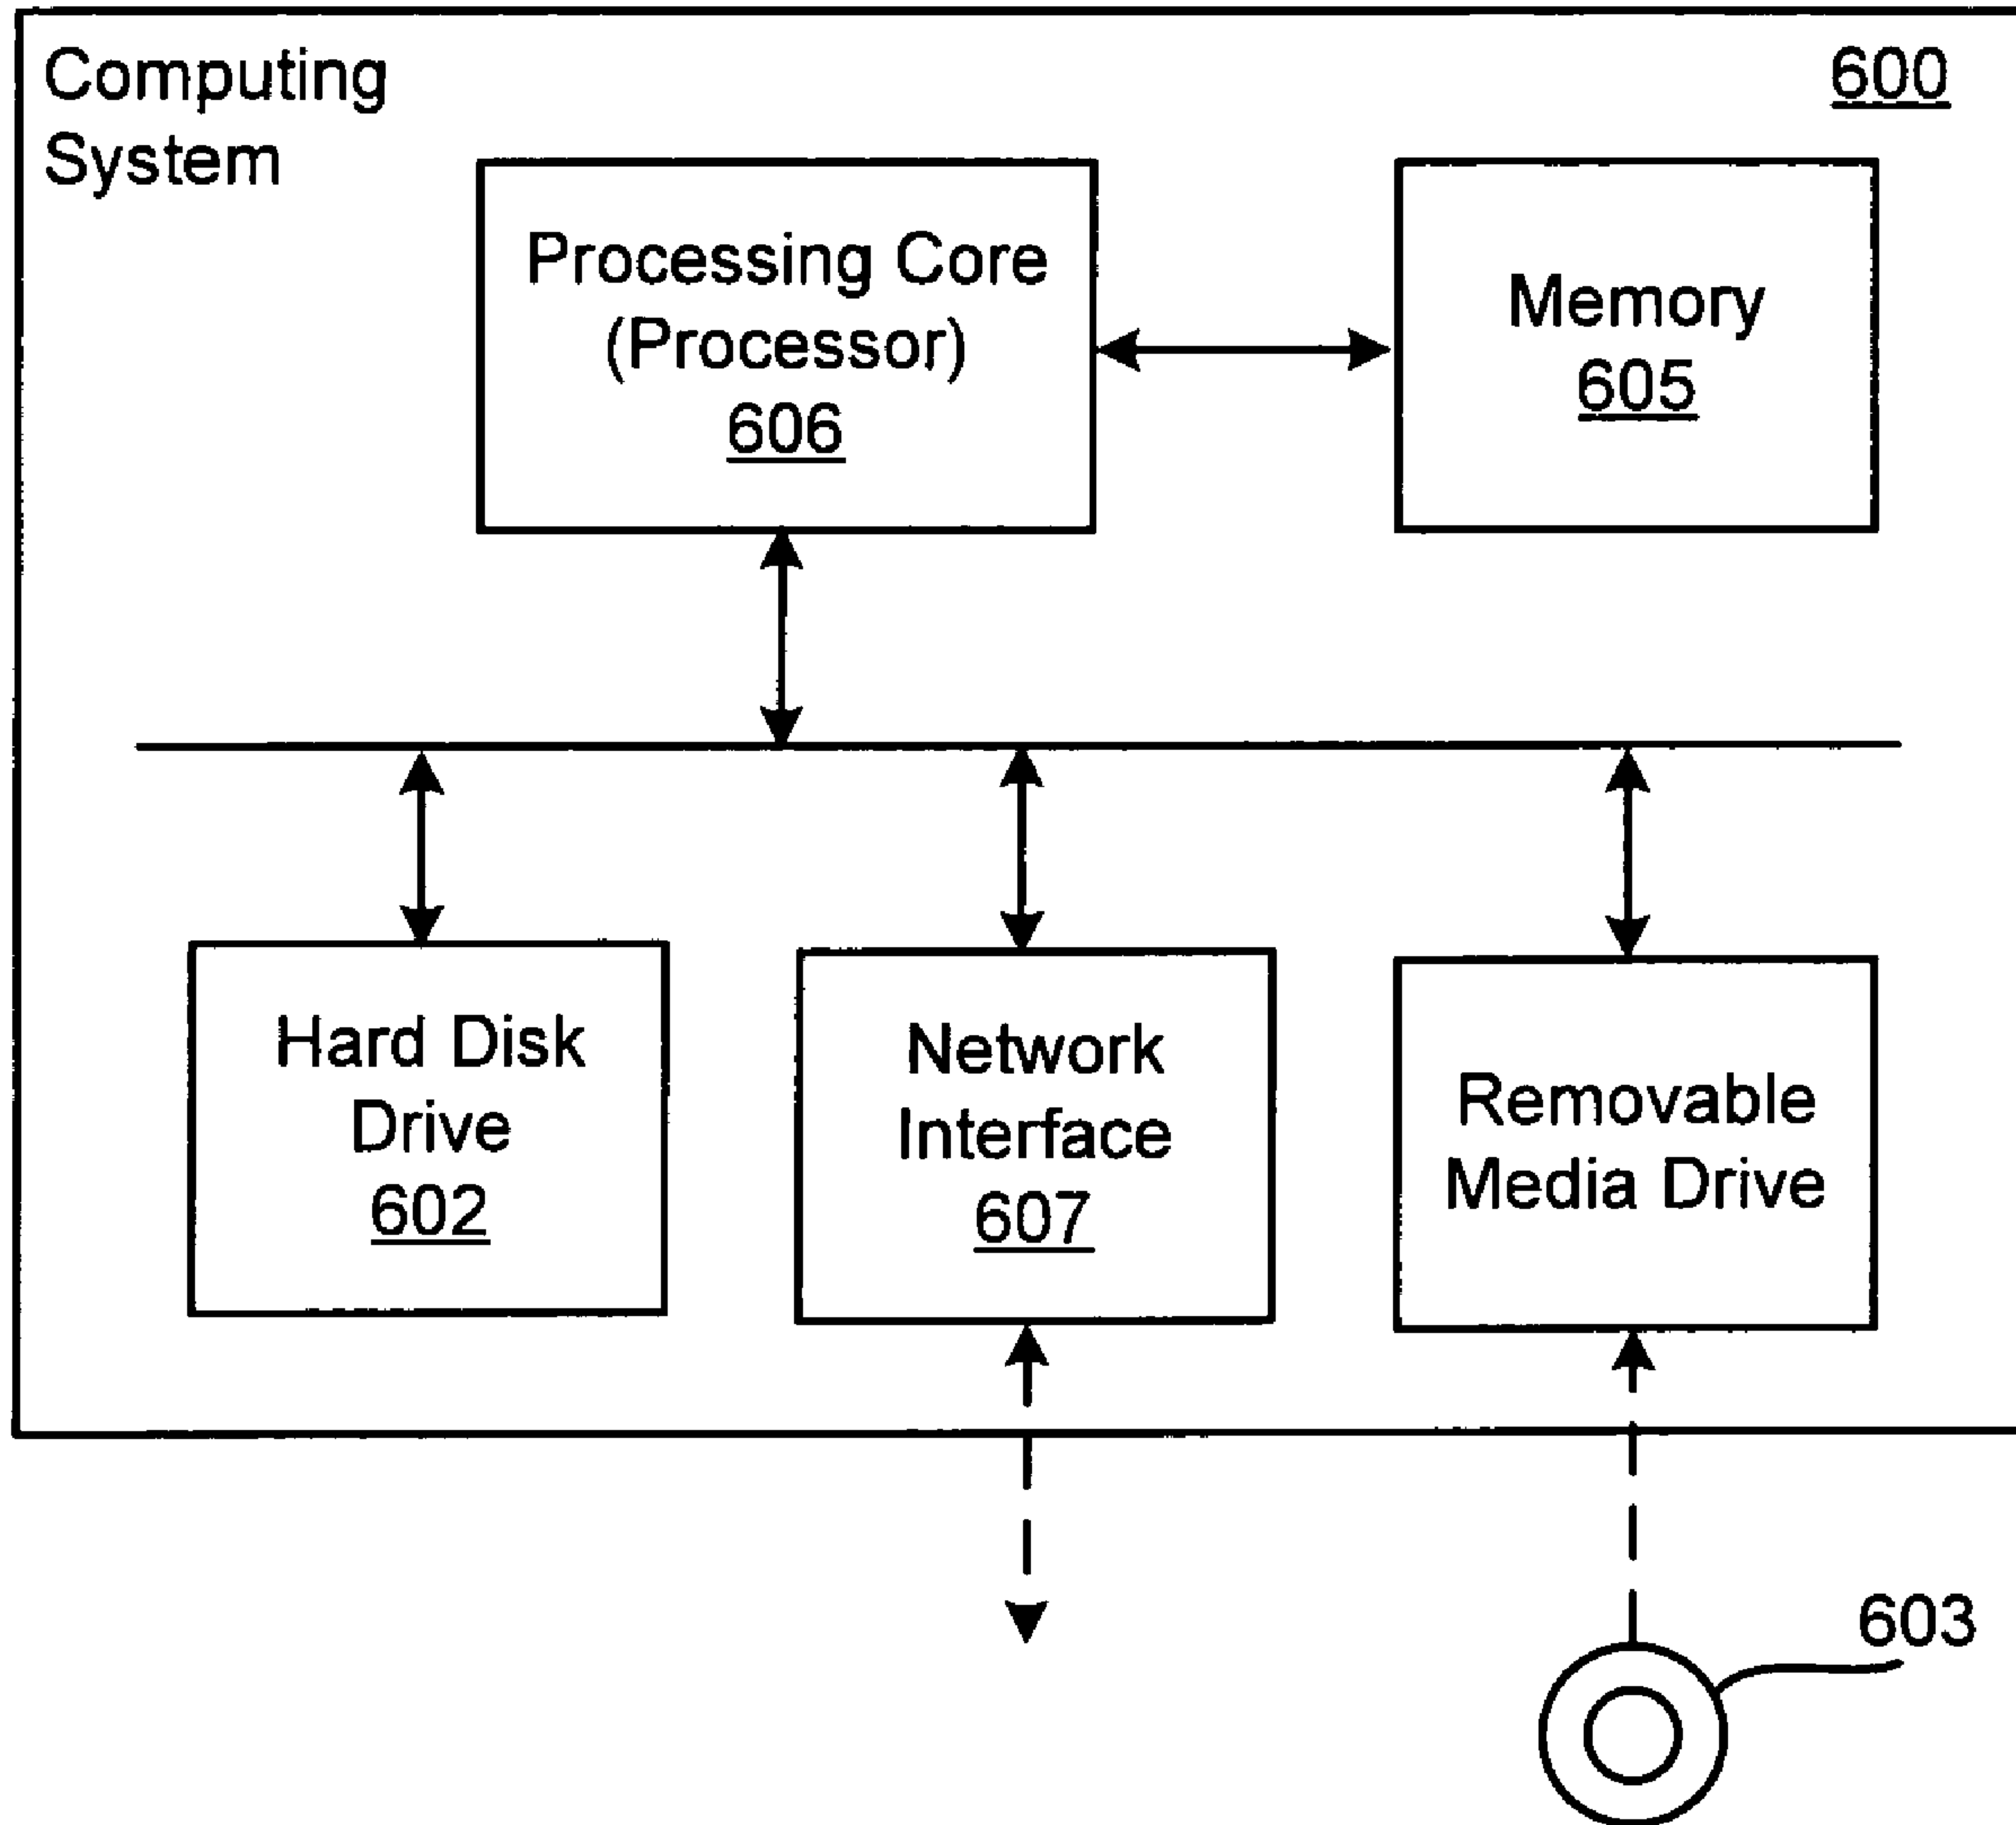 Computing
System
600
Processing Core
(Processor)
606
Memory
605
Hard Disk
Drive
602
Network
Interface
607
Removable
Media Drive
603